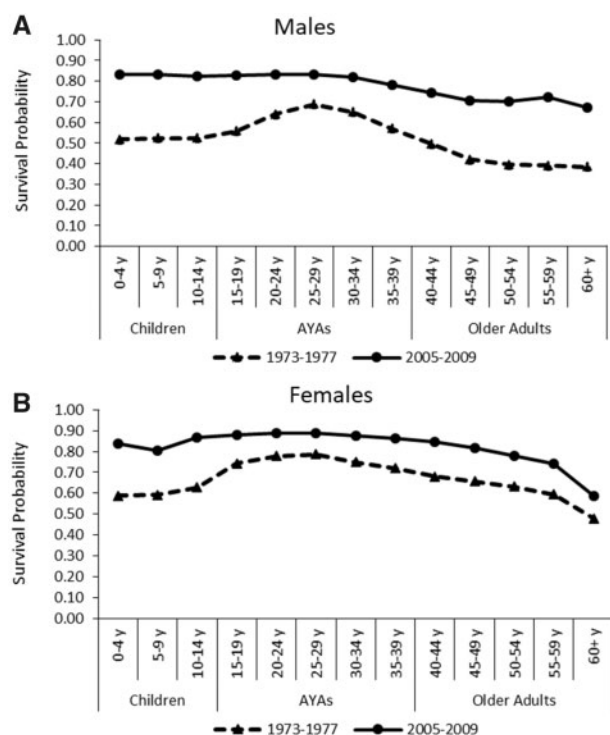 A
Males
Survival Probability
1.00
0.90
0.80
0.70
0.60
0.50
0.40
0.30
0.20
0.10
0.00
0-4 y
5-9 y
10-14 y
15-19 y
20-24 y
25-29 y
30-34 y
35-39 y
40-44 y
45-49 y
50-54 y
55-59 y
60+ y
Children
AYAs
Older Adults
1973-1977
2005-2009
B
Females
Survival Probability
1.00
0.90
0.80
0.70
0.60
0.50
0.40
0.30
0.20
0.10
0.00
0-4 y
5-9 y
10-14 y
15-19 y
20-24 y
25-29 y
30-34 y
35-39 y
40-44 y
45-49 y
50-54 y
55-59 y
60+ y
Children
AYAs
Older Adults
1973-1977
2005-2009